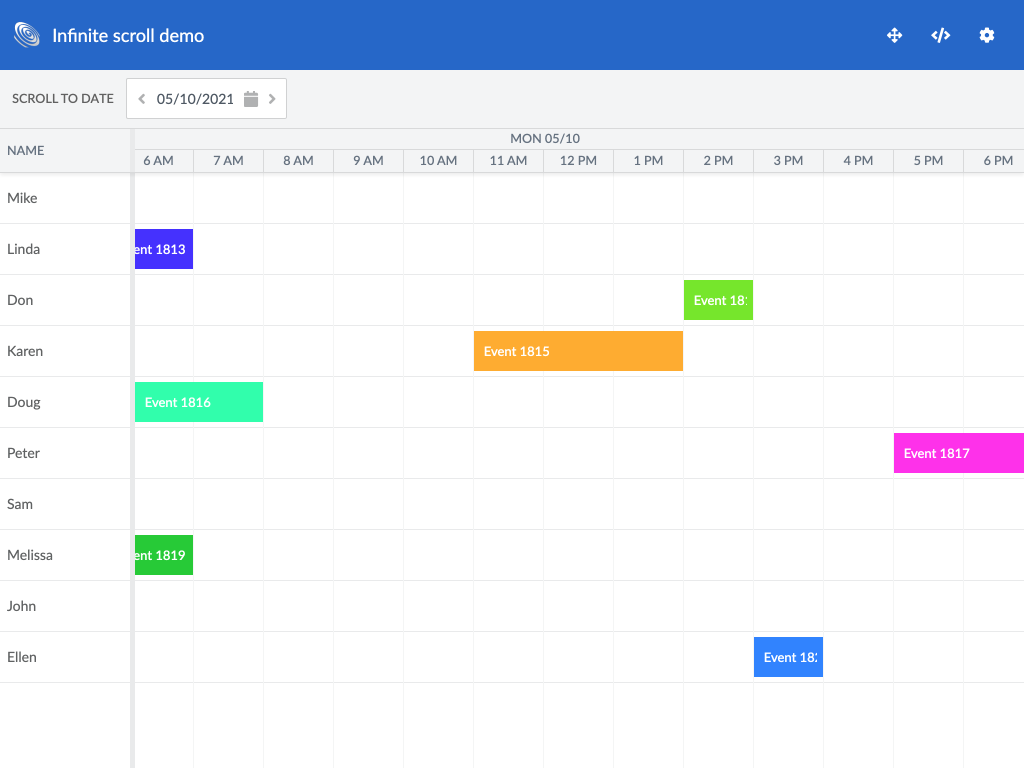 Infinite scroll demo
SCROLL TO DATE 05/10/2021
NAME
MON 05/10
6 AM 7 AM 8 AM 9 AM 10 AM 11 AM 12 PM 1 PM 2 PM 3 PM 4 PM 5 PM 6 PM
Mike
Linda ent 1813
Don Event 18
Karen Event 1815
Doug Event 1816
Peter Event 1817
Sam
Melissa ent 1819
John
Ellen Event 18